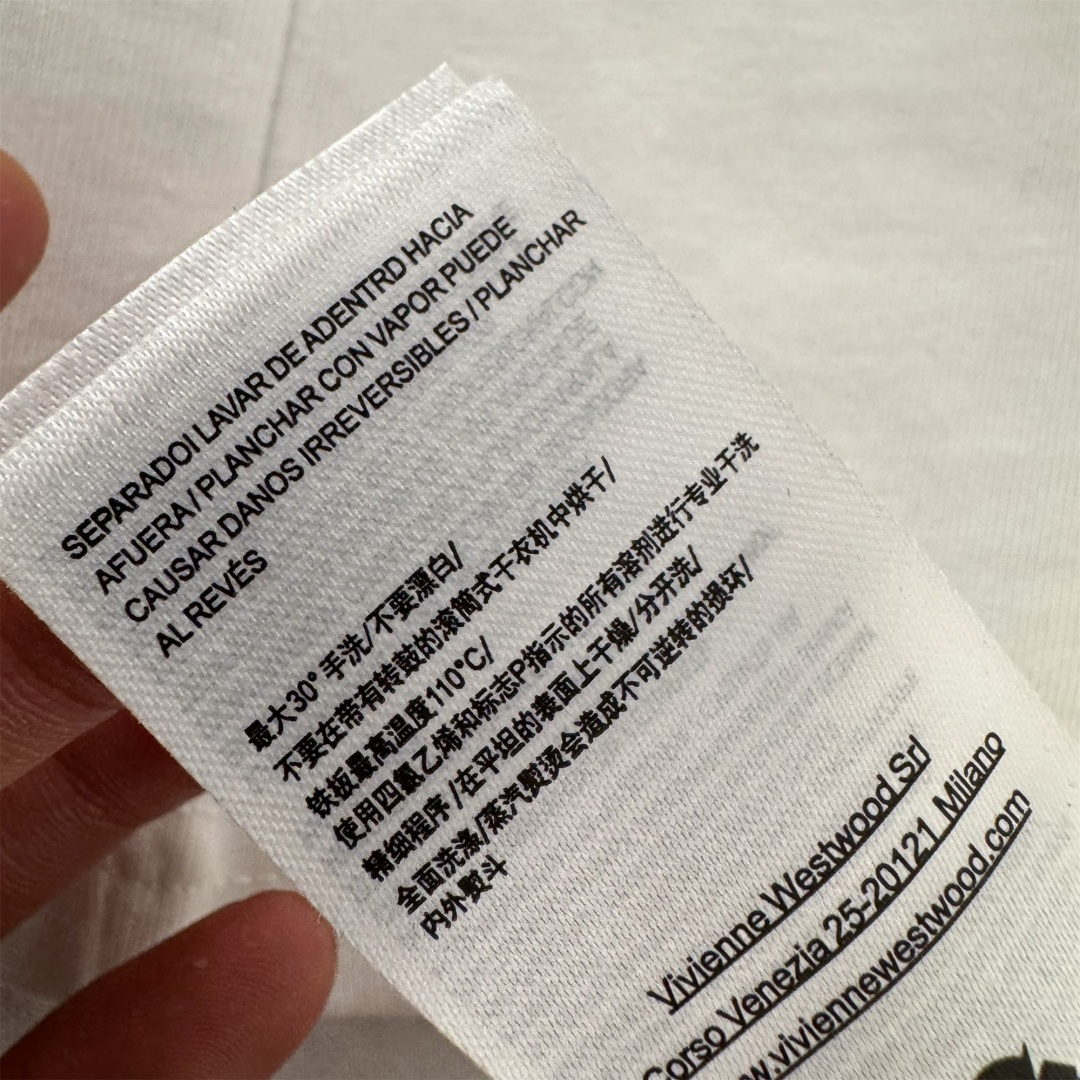 SEPARADOI LAVAR DE ADENTRD HACIA
AFUERA / PLANCHAR CON VAPOR PUEDE
CAUSAR DANOS IRREVERSIBLES / PLANCHAR
AL REVÉS
最大30°手洗/不要漂白/
不要在带有转鼓的滚筒式干衣机中烘干/
铁板最高温度110°C/
使用四氯乙烯和标志P指示的所有溶剂进行专业干洗
精细程序 /在平坦的表面上干燥/分开洗/
全面洗涤/蒸汽熨烫会造成不可逆转的损坏/
内外熨斗
Vivienne Westwood Srl
Corso Venezia 25-20121 Milano
w.viviennewestwood.com